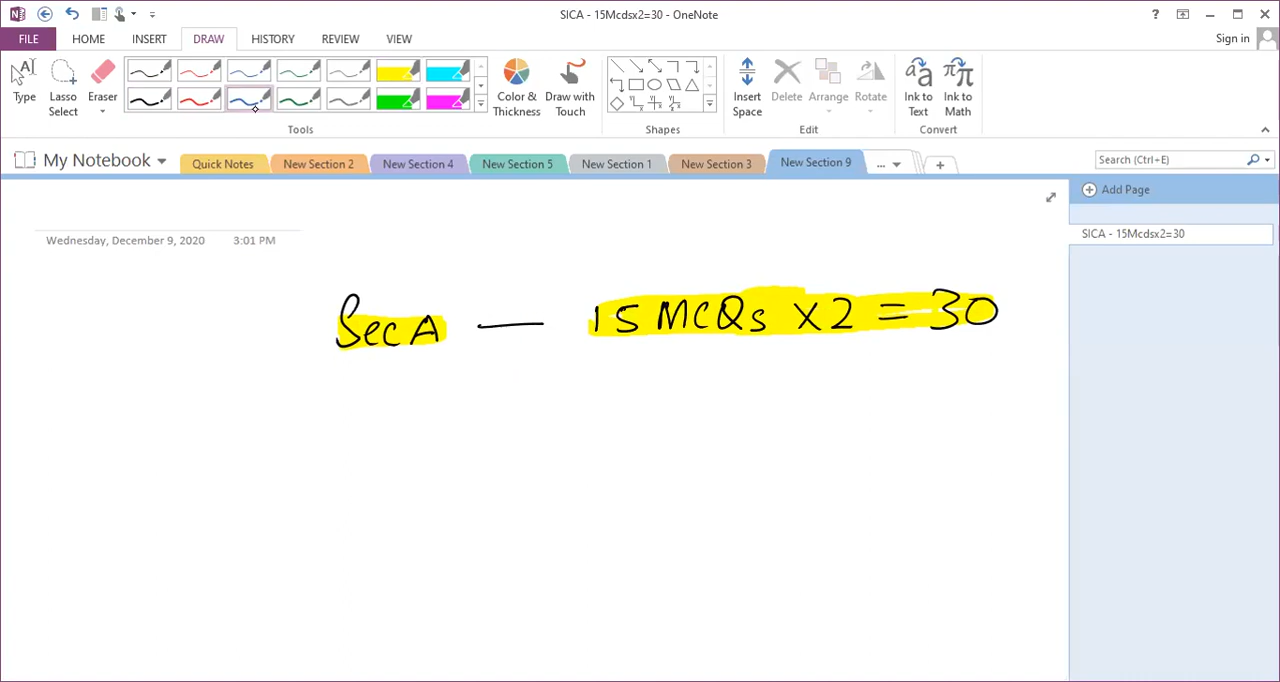 SICA - 15Mcdsx2=30 - OneNote
?
FILE HOME INSERT DRAW HISTORY REVIEW VIEW
Sign in
Type
Lasso Select
Eraser
Color & Thickness
Draw with Touch
Insert Space
Delete
Arrange
Rotate
Ink to Text
Ink to Math
Tools
Shapes
Edit
Convert
My Notebook
Quick Notes New Section 2 New Section 4 New Section 5 New Section 1 New Section 3 New Section 9 ...
Search (Ctrl+E)
Add Page
SICA - 15Mcdsx2=30
Wednesday, December 9, 2020 3:01 PM
Sec A — 15 MCQs x 2 = 30